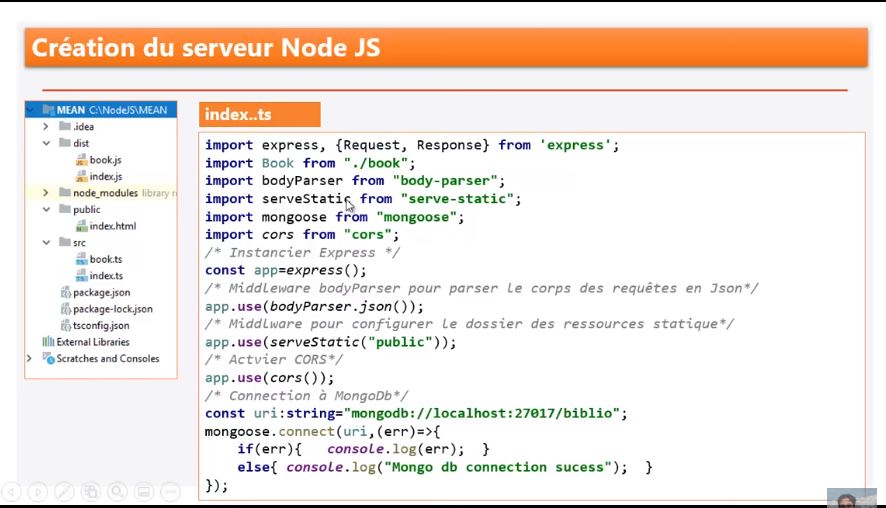 Création du serveur Node JS
MEAN C:\NodeJS\MEAN
.idea
dist
book.js
index.js
node_modules library r
public
index.html
src
book.ts
index.ts
package.json
package-lock.json
tsconfig.json
External Libraries
Scratches and Consoles
index..ts
import express, {Request, Response} from 'express';
import Book from "./book";
import bodyParser from "body-parser";
import serveStatic from "serve-static";
import mongoose from "mongoose";
import cors from "cors";
/* Instancier Express */
const app=express();
/* Middleware bodyParser pour parser le corps des requêtes en Json*/
app.use(bodyParser.json());
/* Middlware pour configurer le dossier des ressources statique*/
app.use(serveStatic("public"));
/* Actvier CORS*/
app.use(cors());
/* Connection à MongoDb*/
const uri:string="mongodb://localhost:27017/biblio";
mongoose.connect(uri,(err)=>{
if(err){ console.log(err); }
else{ console.log("Mongo db connection sucess"); }
});